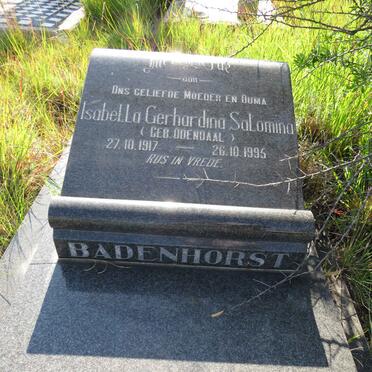 aan
ONS GELIEFDE MOEDER EN OUMA
Isabella Gerhardina Salomina
(GEB. ODENDAAL)
27.10.1917 — 26.10.1995
RUS IN VREDE.
BADENHORST